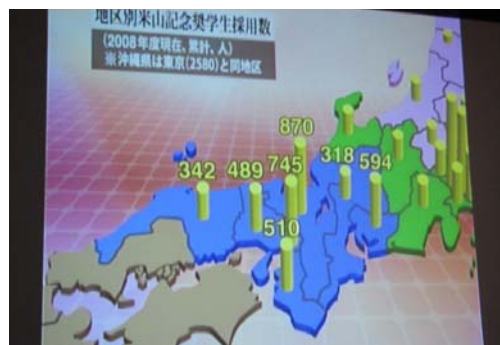 地区別米山記念奨学生採用数
(2008年度現在、累計、人)
※沖縄県は東京(2580)と同地区
870
342
489
745
318
594
510